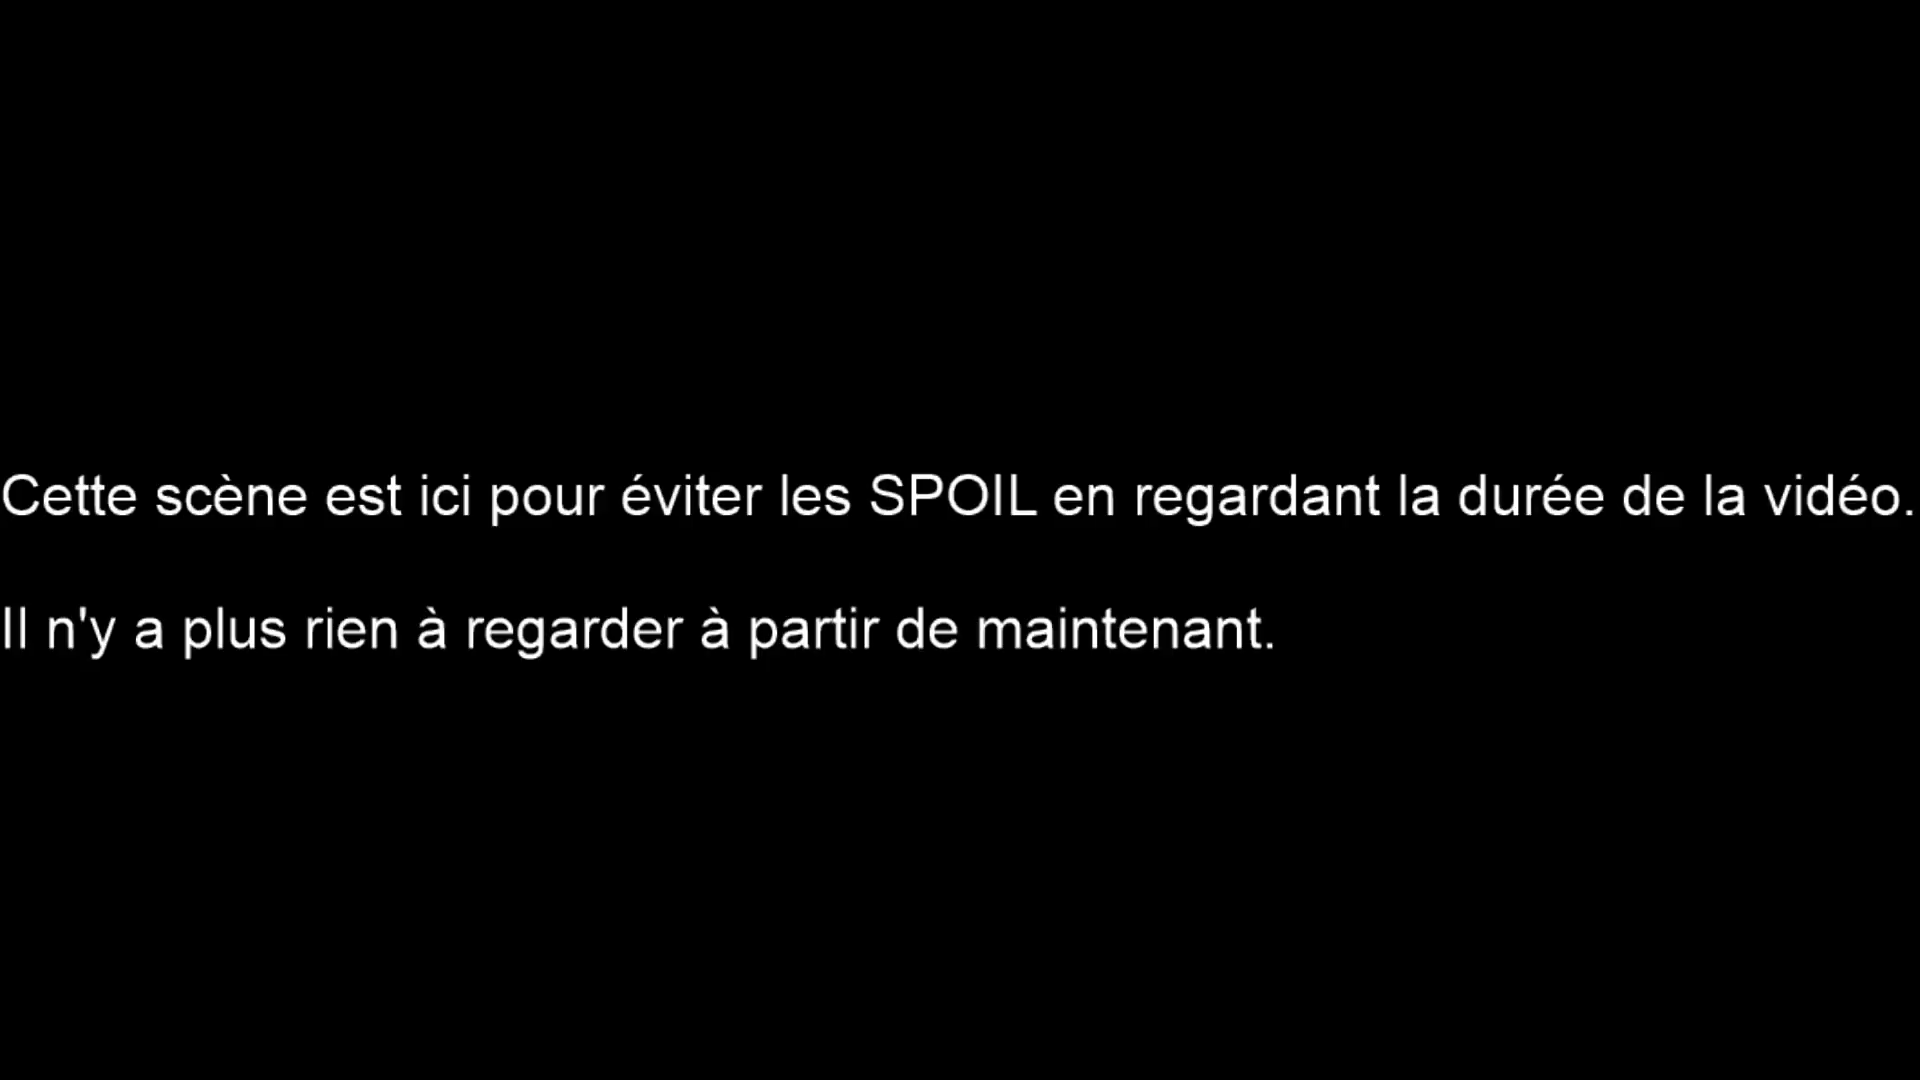 Cette scène est ici pour éviter les SPOIL en regardant la durée de la vidéo.
Il n'y a plus rien à regarder à partir de maintenant.